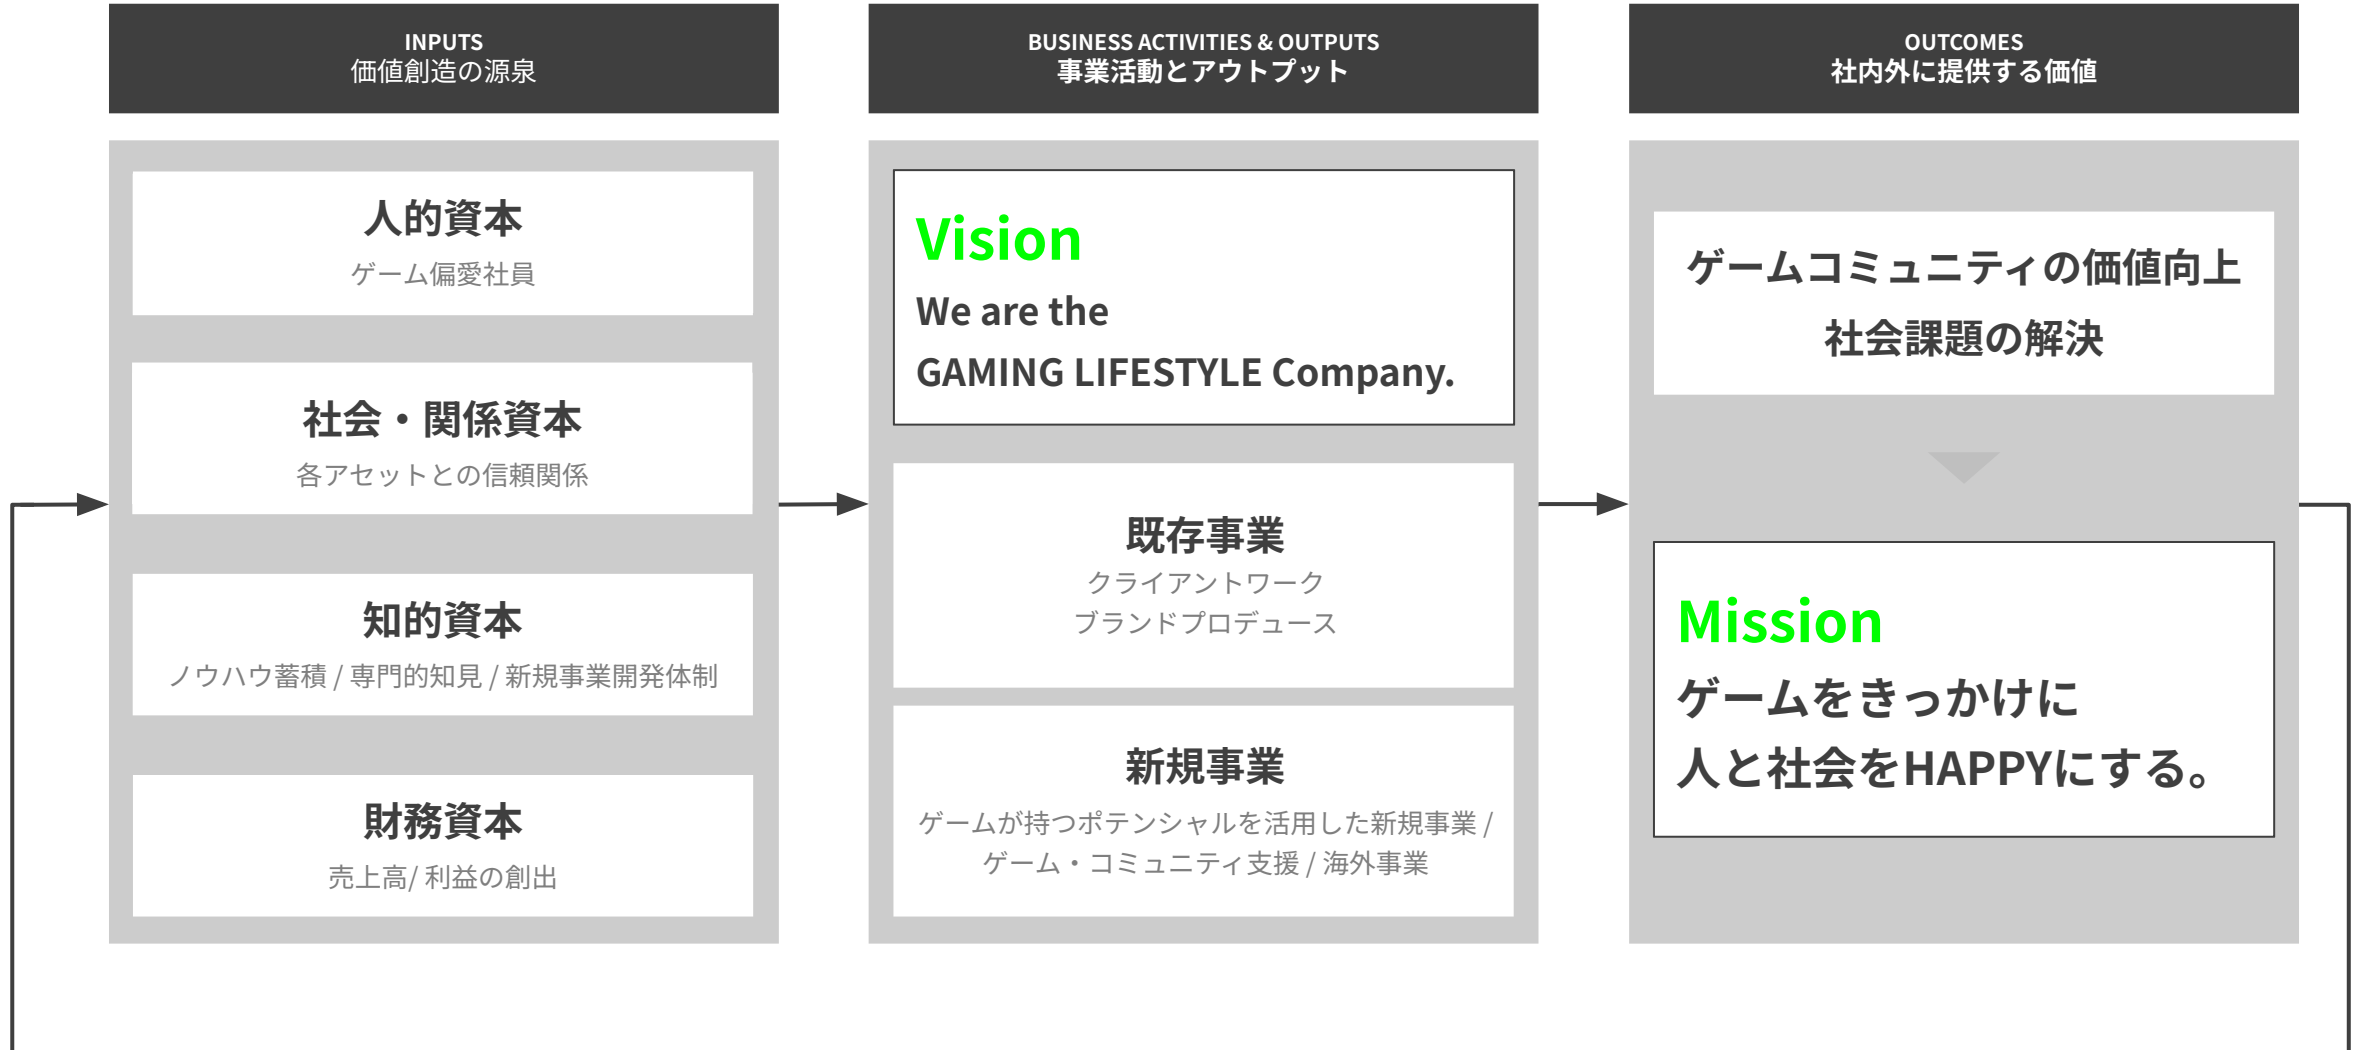 INPUTS
価値創造の源泉
人的資本
ゲーム偏愛社員
社会・関係資本
各アセットとの信頼関係
知的資本
ノウハウ蓄積 / 専門的知見 / 新規事業開発体制
財務資本
売上高/ 利益の創出
BUSINESS ACTIVITIES & OUTPUTS
事業活動とアウトプット
Vision
We are the
GAMING LIFESTYLE Company.
既存事業
クライアントワーク
ブランドプロデュース
新規事業
ゲームが持つポテンシャルを活用した新規事業 /
ゲーム・コミュニティ支援 / 海外事業
OUTCOMES
社内外に提供する価値
ゲームコミュニティの価値向上
社会課題の解決
Mission
ゲームをきっかけに
人と社会をHAPPYにする。